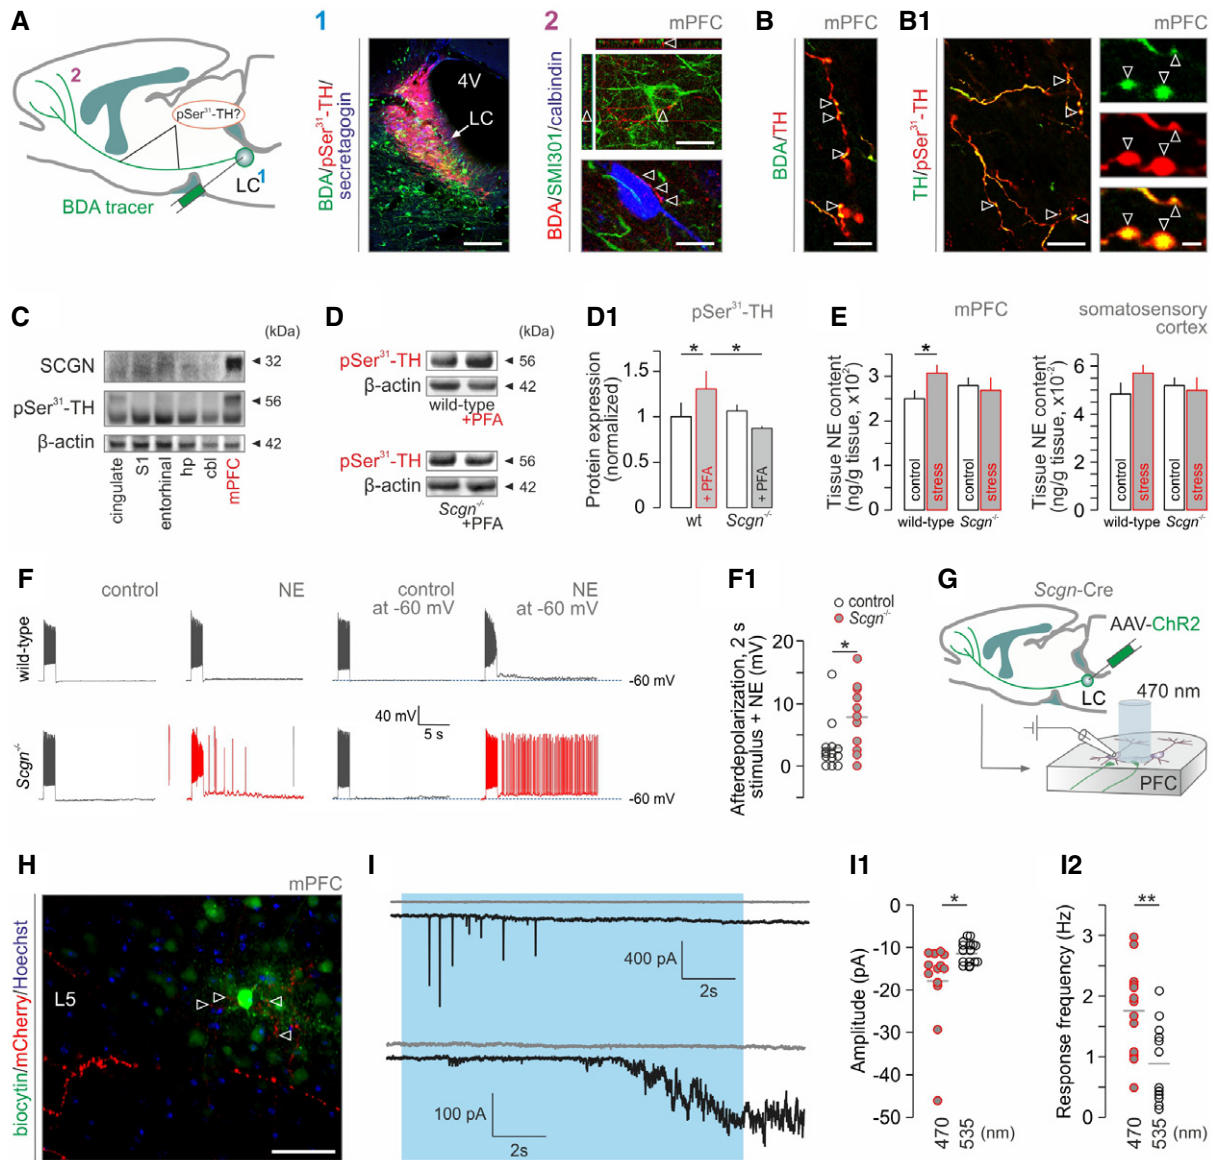 A
2
pSer³¹-TH?
LC
1
BDA tracer
1
BDA/pSer³¹-TH/
secretagogin
4V
LC
2
mPFC
BDA/SMI301/calbindin
B
mPFC
BDA/TH
B1
mPFC
TH/pSer³¹-TH
C
(kDa)
SCGN
32
pSer³¹-TH
56
β-actin
42
cingulate
S1
entorhinal
hp
cbl
mPFC
D
(kDa)
pSer³¹-TH
56
β-actin
42
wild-type
+PFA
pSer³¹-TH
56
β-actin
42
Scgn⁻/⁻
+PFA
D1
pSer³¹-TH
Protein expression
(normalized)
1.5
1
0.5
0
* *
+ PFA
+ PFA
wt
Scgn⁻/⁻
E
mPFC
Tissue NE content
(ng/g tissue, x10²)
3
2
1
0
*
control
stress
control
stress
wild-type
Scgn⁻/⁻
somatosensory
cortex
Tissue NE content
(ng/g tissue, x10⁻²)
6
5
4
3
2
1
0
control
stress
control
stress
wild-type
Scgn⁻/⁻
F
control
NE
control
at -60 mV
NE
at -60 mV
wild-type
-60 mV
40 mV
5 s
Scgn⁻/⁻
-60 mV
F1
control
Scgn⁻/⁻
Afterdepolarization, 2 s
stimulus + NE (mV)
20
10
0
*
G
Scgn-Cre
AAV-ChR2
LC
470 nm
PFC
H
mPFC
biocytin/mCherry/Hoechst
L5
I
400 pA
2s
100 pA
2s
I1
Amplitude (pA)
0
-10
-20
-30
-40
-50
*
470
535
(nm)
I2
Response frequency (Hz)
3
2
1
0
**
470
535
(nm)